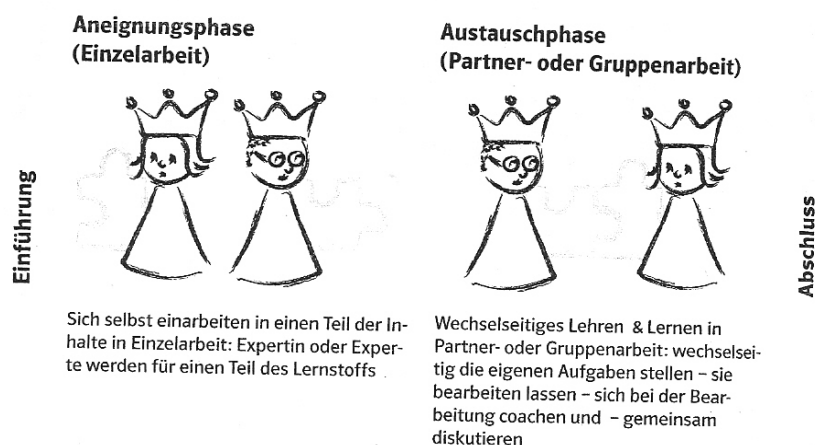 Aneignungsphase
(Einzelarbeit)
Austauschphase
(Partner- oder Gruppenarbeit)
Einführung
Abschluss
Sich selbst einarbeiten in einen Teil der In-
halte in Einzelarbeit: Expertin oder Exper-
te werden für einen Teil des Lernstoffs
Wechselseitiges Lehren & Lernen in
Partner- oder Gruppenarbeit: wechselsei-
tig die eigenen Aufgaben stellen – sie
bearbeiten lassen – sich bei der Bear-
beitung coachen und – gemeinsam
diskutieren